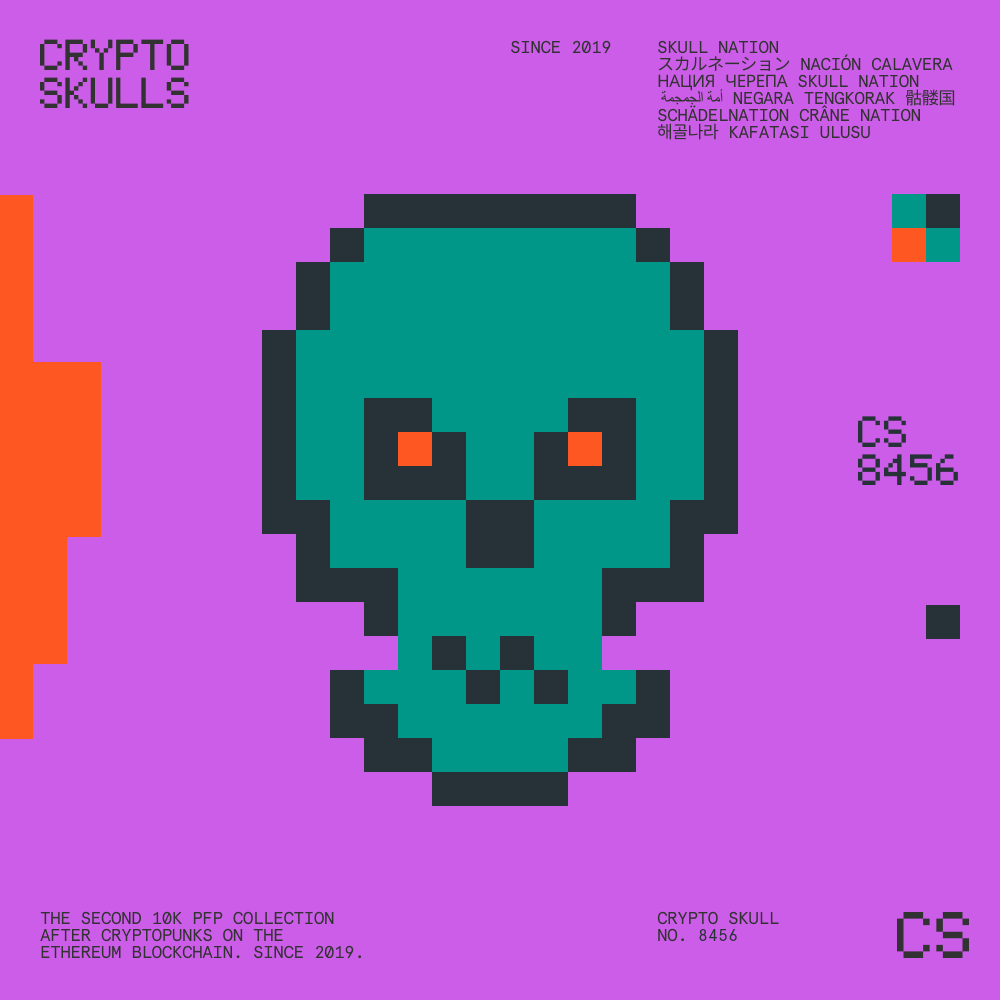 CRYPTO
SKULLS
SINCE 2019
SKULL NATION
スカルネーション NACIÓN CALAVERA
НАЦИЯ ЧЕРЕПА SKULL NATION
أمة الجمجمة NEGARA TENGKORAK 骷髅国
SCHÄDELNATION CRÂNE NATION
해골나라 KAFATASI ULUSU
CS
8456
THE SECOND 10K PFP COLLECTION
AFTER CRYPTOPUNKS ON THE
ETHEREUM BLOCKCHAIN. SINCE 2019.
CRYPTO SKULL
NO. 8456
CS